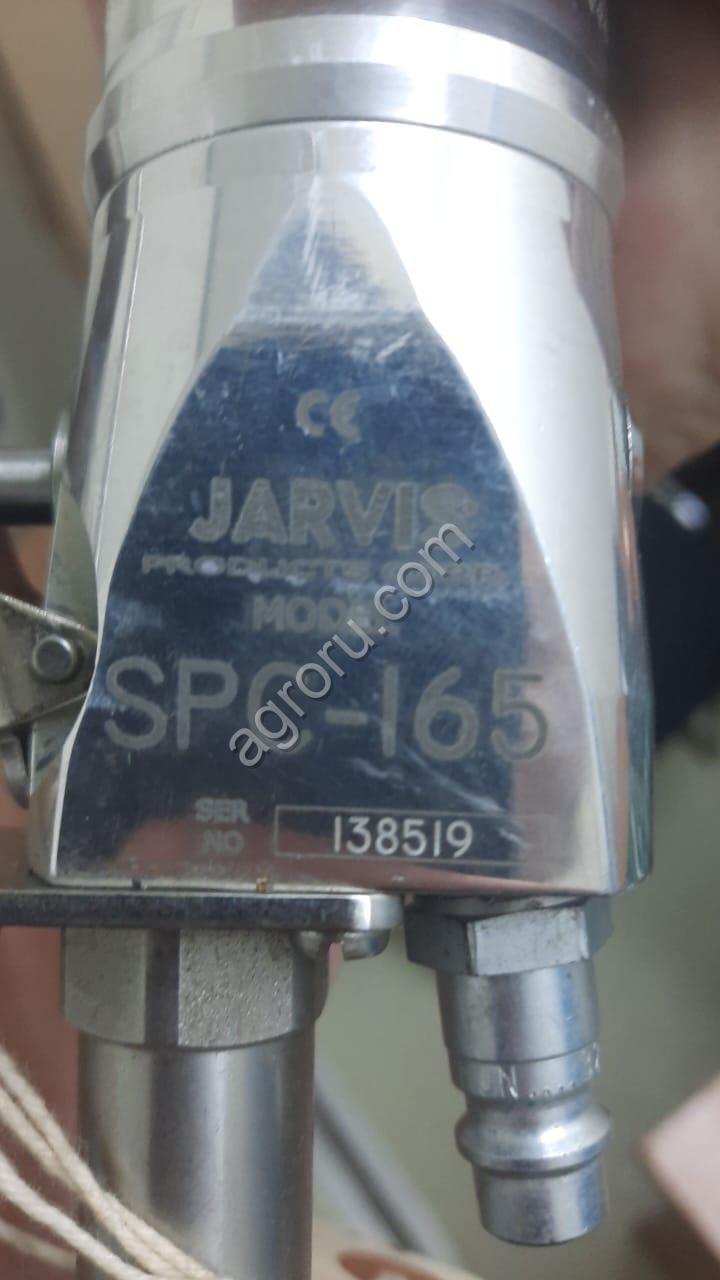 CE
JARVIS
PRODUCTS CORP.
MODEL
SPC-165
SER
NO
138519
agroru.com